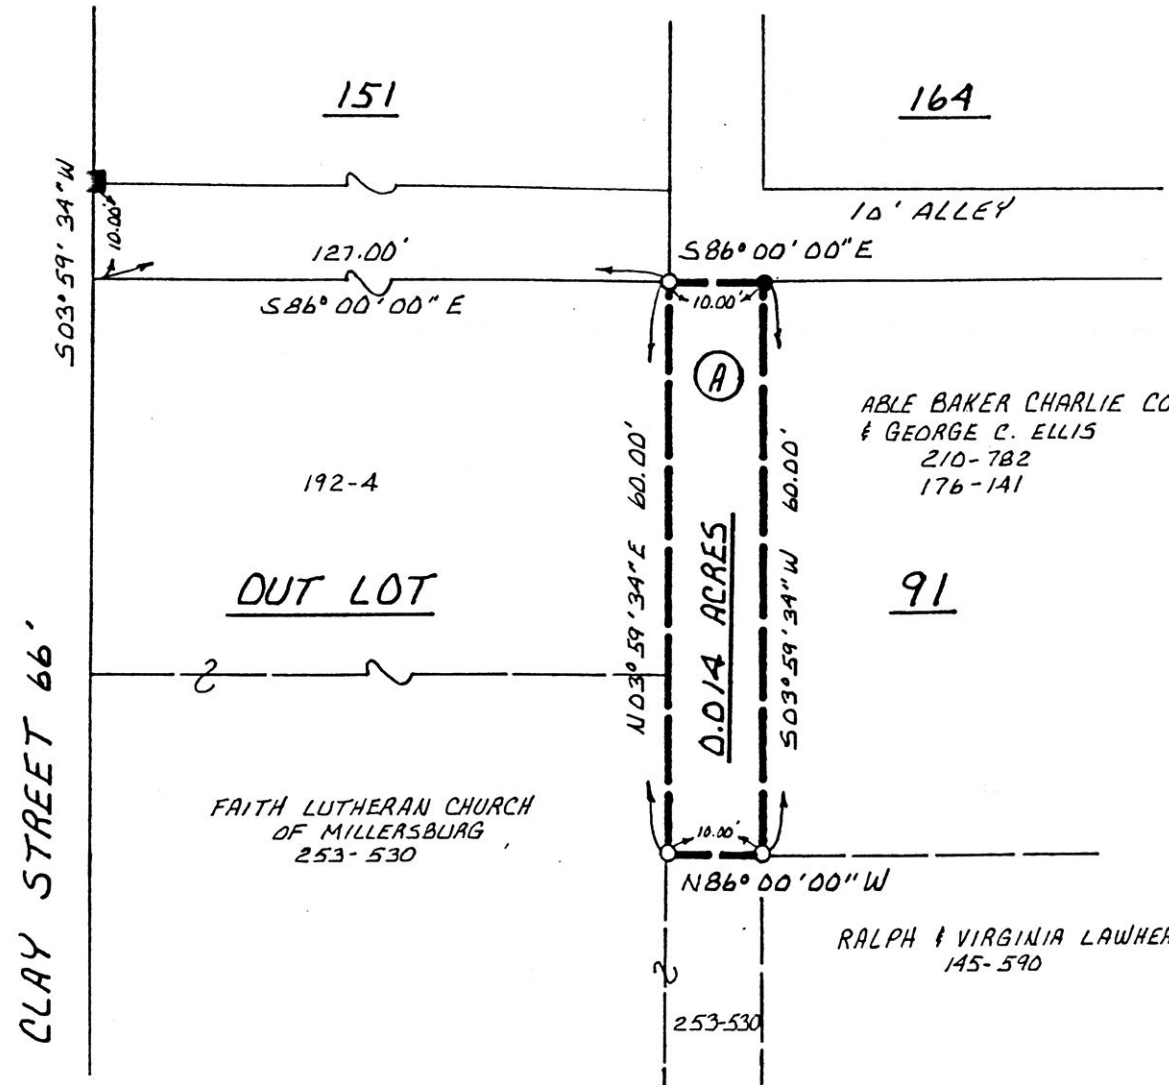 151
164
S03° 59' 34" W
10.00'
10' ALLEY
127.00'
S86° 00' 00" E
S86° 00' 00" E
10.00'
A
ABLE BAKER CHARLIE CO
& GEORGE C. ELLIS
210-782
176-141
192-4
N03° 59' 34" E 60.00'
0.014 ACRES
S03° 59' 34" W 60.00'
OUT LOT
91
CLAY STREET 66'
FAITH LUTHERAN CHURCH
OF MILLERSBURG
253-530
10.00'
N86° 00' 00" W
RALPH & VIRGINIA LAWHE
145-590
253-530